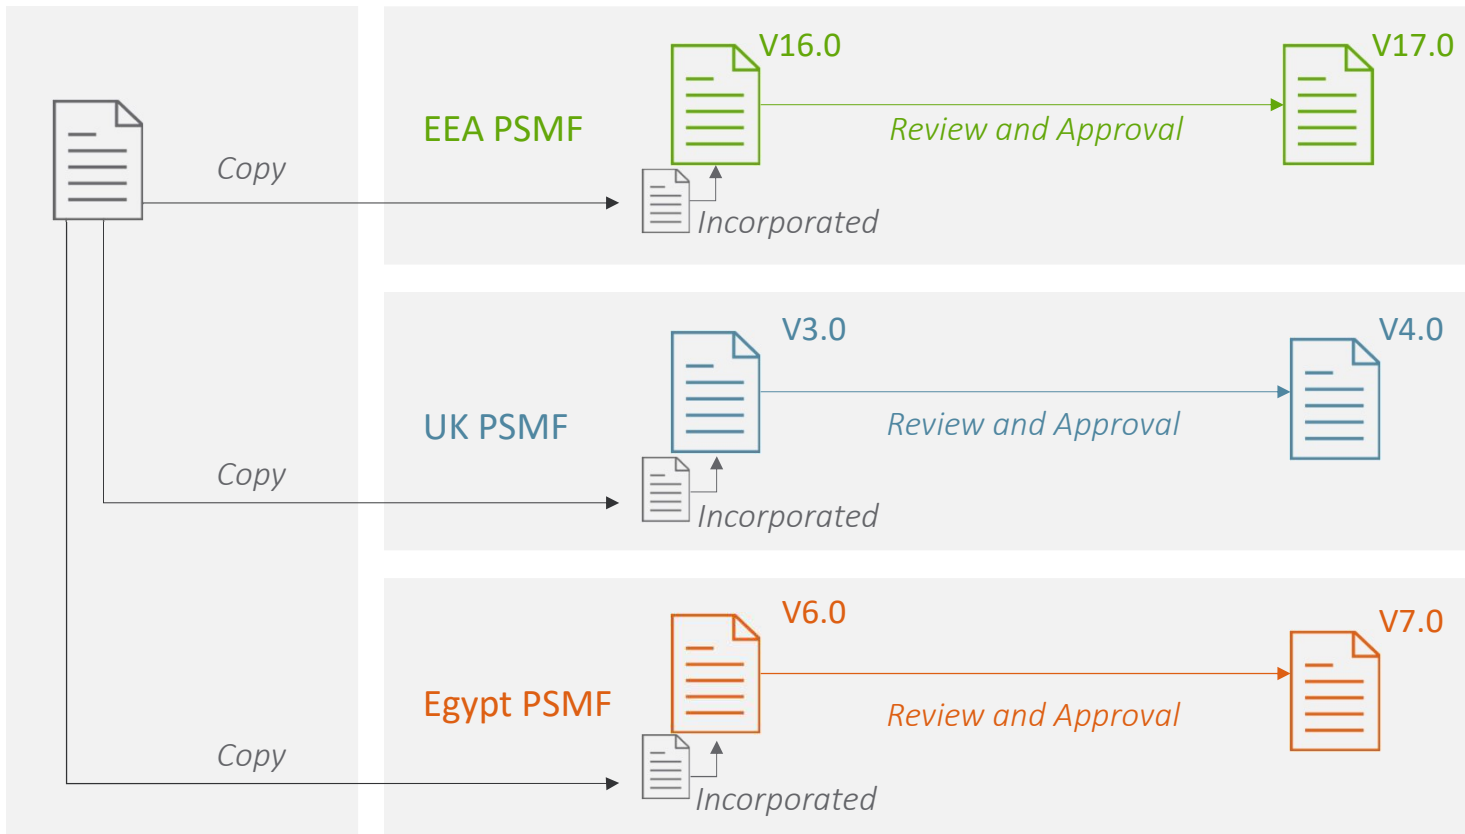 V16.0
V17.0
EEA PSMF
Review and Approval
Copy
Incorporated
V3.0
V4.0
UK PSMF
Review and Approval
Copy
Incorporated
V6.0
V7.0
Egypt PSMF
Review and Approval
Copy
Incorporated